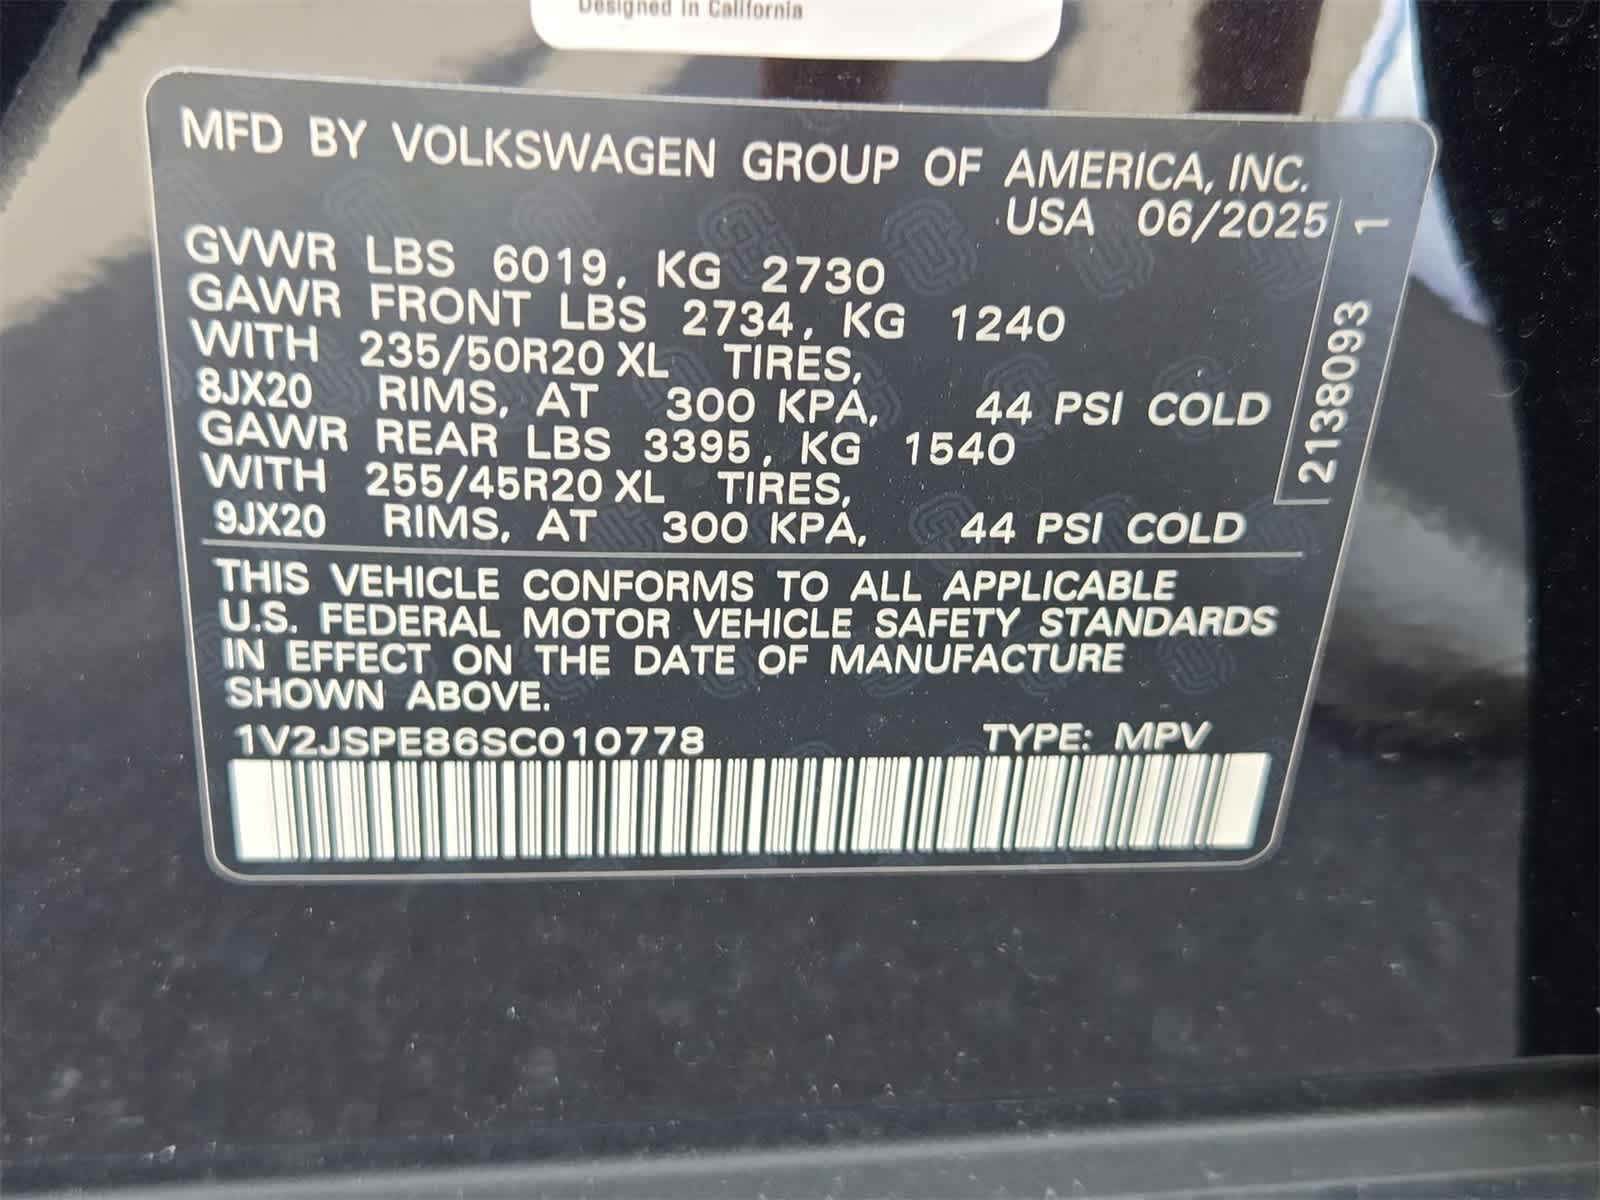 Designed in California
MFD BY VOLKSWAGEN GROUP OF AMERICA, INC.
USA 06/2025
GVWR LBS 6019, KG 2730
GAWR FRONT LBS 2734, KG 1240
WITH 235/50R20 XL TIRES,
8JX20 RIMS, AT 300 KPA, 44 PSI COLD
GAWR REAR LBS 3395, KG 1540
WITH 255/45R20 XL TIRES,
9JX20 RIMS, AT 300 KPA, 44 PSI COLD
2138093 1
THIS VEHICLE CONFORMS TO ALL APPLICABLE
U.S. FEDERAL MOTOR VEHICLE SAFETY STANDARDS
IN EFFECT ON THE DATE OF MANUFACTURE
SHOWN ABOVE.
1V2JSPE86SC010778 TYPE: MPV